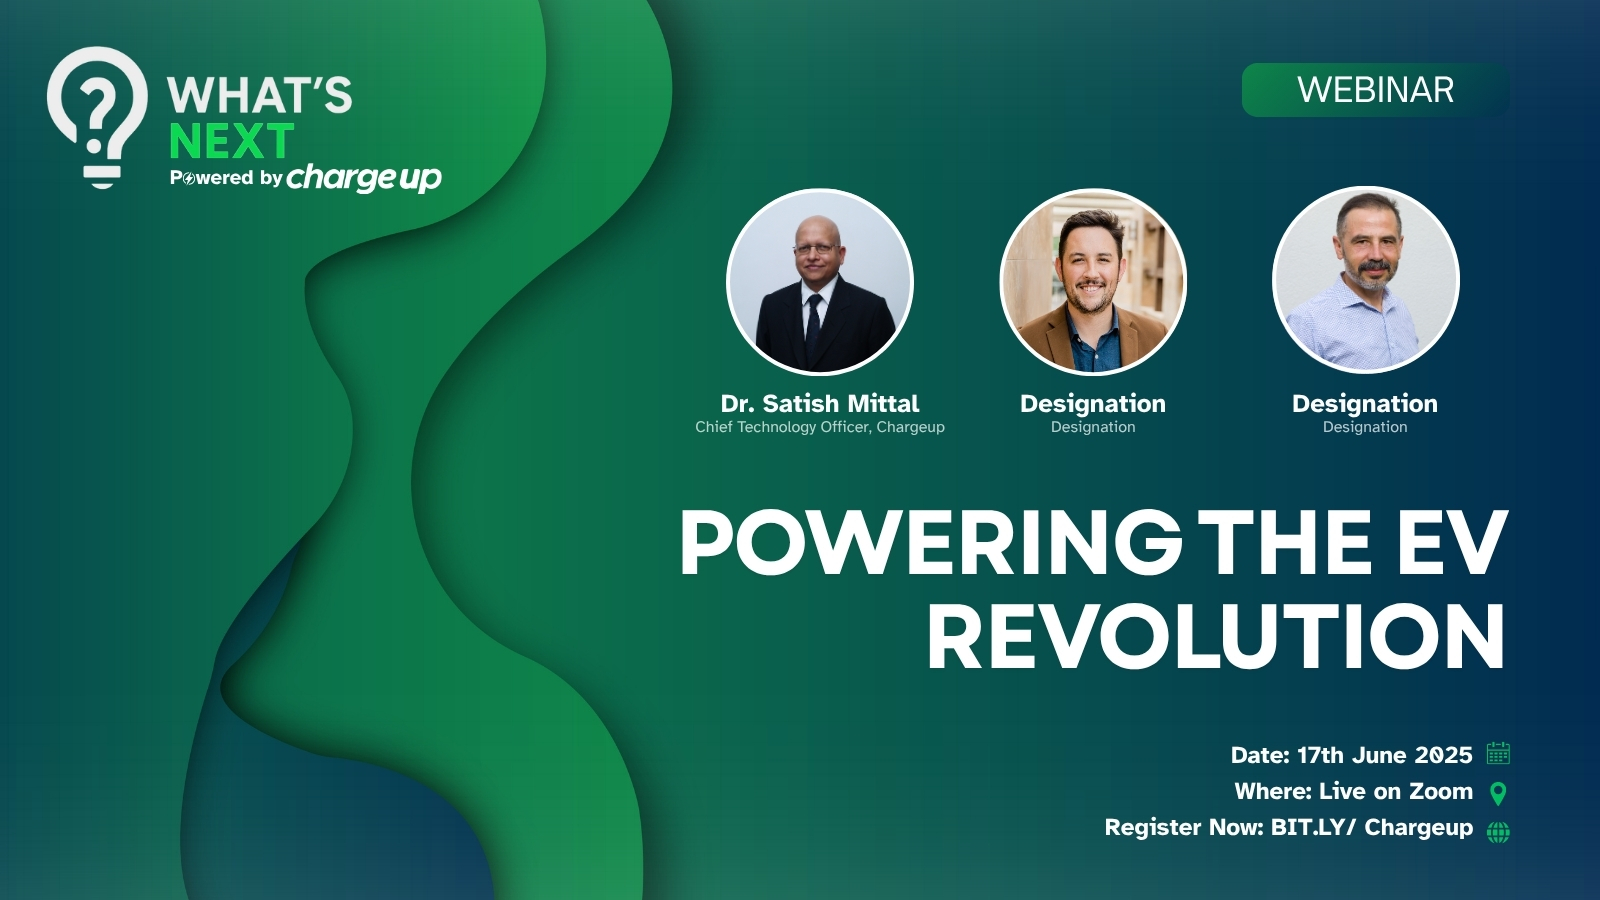 WHAT'S
NEXT
Powered by chargeup
WEBINAR
Dr. Satish Mittal
Chief Technology Officer, Chargeup
Designation
Designation
Designation
Designation
POWERING THE EV
REVOLUTION
Date: 17th June 2025
Where: Live on Zoom
Register Now: BIT.LY/ Chargeup